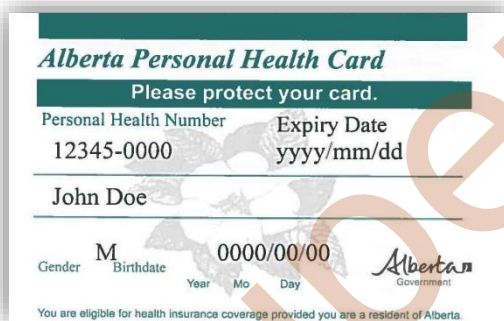 Alberta Personal Health Card
Please protect your card.
Personal Health Number Expiry Date
12345-0000 yyyy/mm/dd
John Doe
M 0000/00/00
Gender Birthdate
Year Mo Day
Alberta
Government
You are eligible for health insurance coverage provided you are a resident of Alberta.